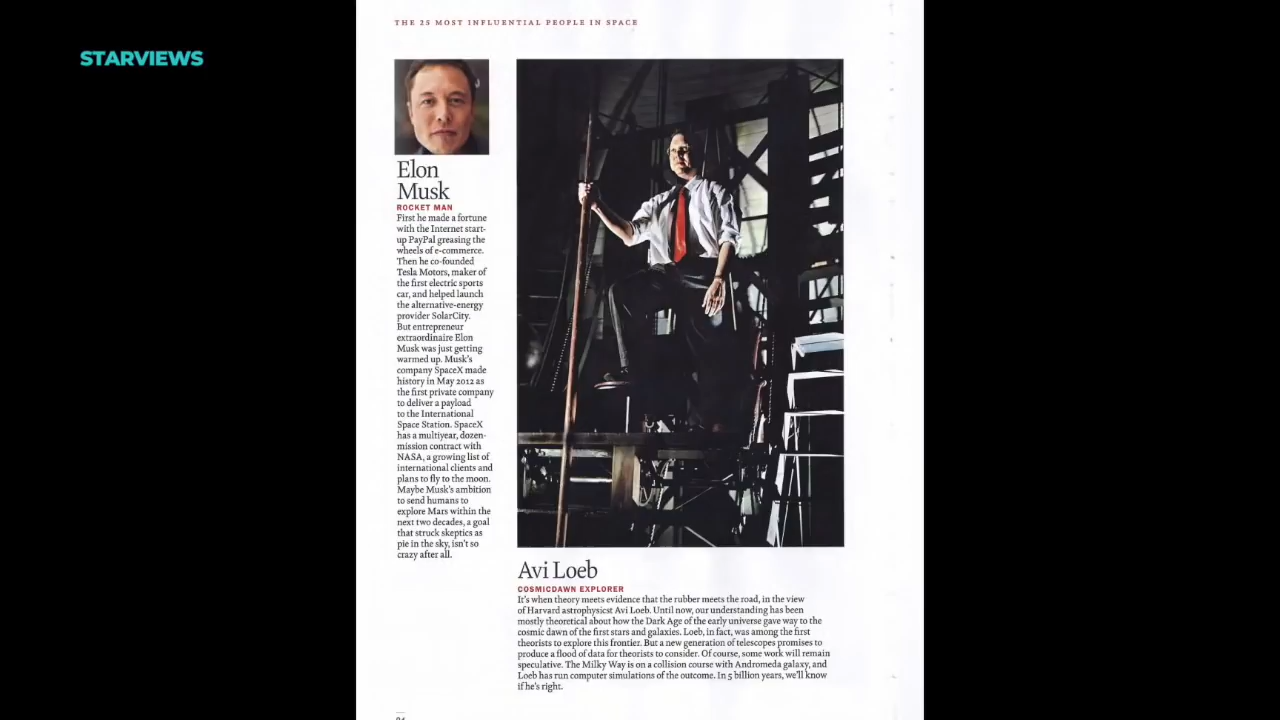 THE 25 MOST INFLUENTIAL PEOPLE IN SPACE
STARVIEWS
Elon
Musk
ROCKET MAN
First he made a fortune
with the Internet start-
up PayPal greasing the
wheels of e-commerce.
Then he co-founded
Tesla Motors, maker of
the first electric sports
car, and helped launch
the alternative-energy
provider SolarCity.
But entrepreneur
extraordinaire Elon
Musk was just getting
warmed up. Musk's
company SpaceX made
history in May 2012 as
the first private company
to deliver a payload
to the International
Space Station. SpaceX
has a multiyear, dozen-
mission contract with
NASA, a growing list of
international clients and
plans to fly to the moon.
Maybe Musk's ambition
to send humans to
explore Mars within the
next two decades, a goal
that struck skeptics as
pie in the sky, isn't so
crazy after all.
Avi Loeb
COSMICDAWN EXPLORER
It's when theory meets evidence that the rubber meets the road, in the view
of Harvard astrophysicst Avi Loeb. Until now, our understanding has been
mostly theoretical about how the Dark Age of the early universe gave way to the
cosmic dawn of the first stars and galaxies. Loeb, in fact, was among the first
theorists to explore this frontier. But a new generation of telescopes promises to
produce a flood of data for theorists to consider. Of course, some work will remain
speculative. The Milky Way is on a collision course with Andromeda galaxy, and
Loeb has run computer simulations of the outcome. In 5 billion years, we'll know
if he's right.